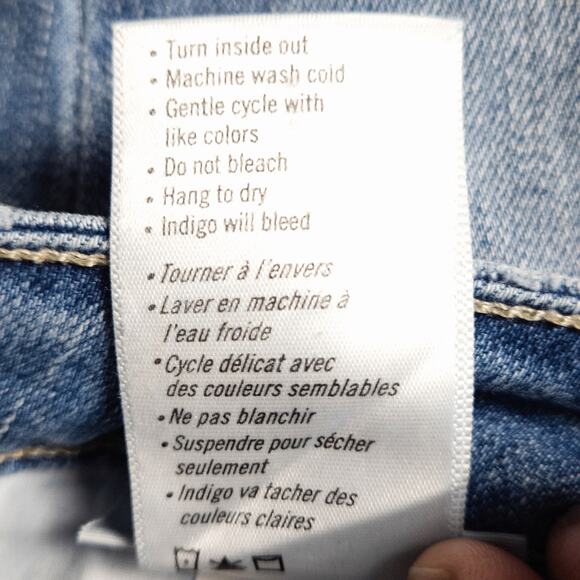 • Turn inside out
• Machine wash cold
• Gentle cycle with
like colors
• Do not bleach
• Hang to dry
• Indigo will bleed
• Tourner à l'envers
• Laver en machine à
l'eau froide
• Cycle délicat avec
des couleurs semblables
• Ne pas blanchir
• Suspendre pour sécher
seulement
• Indigo va tacher des
couleurs claires